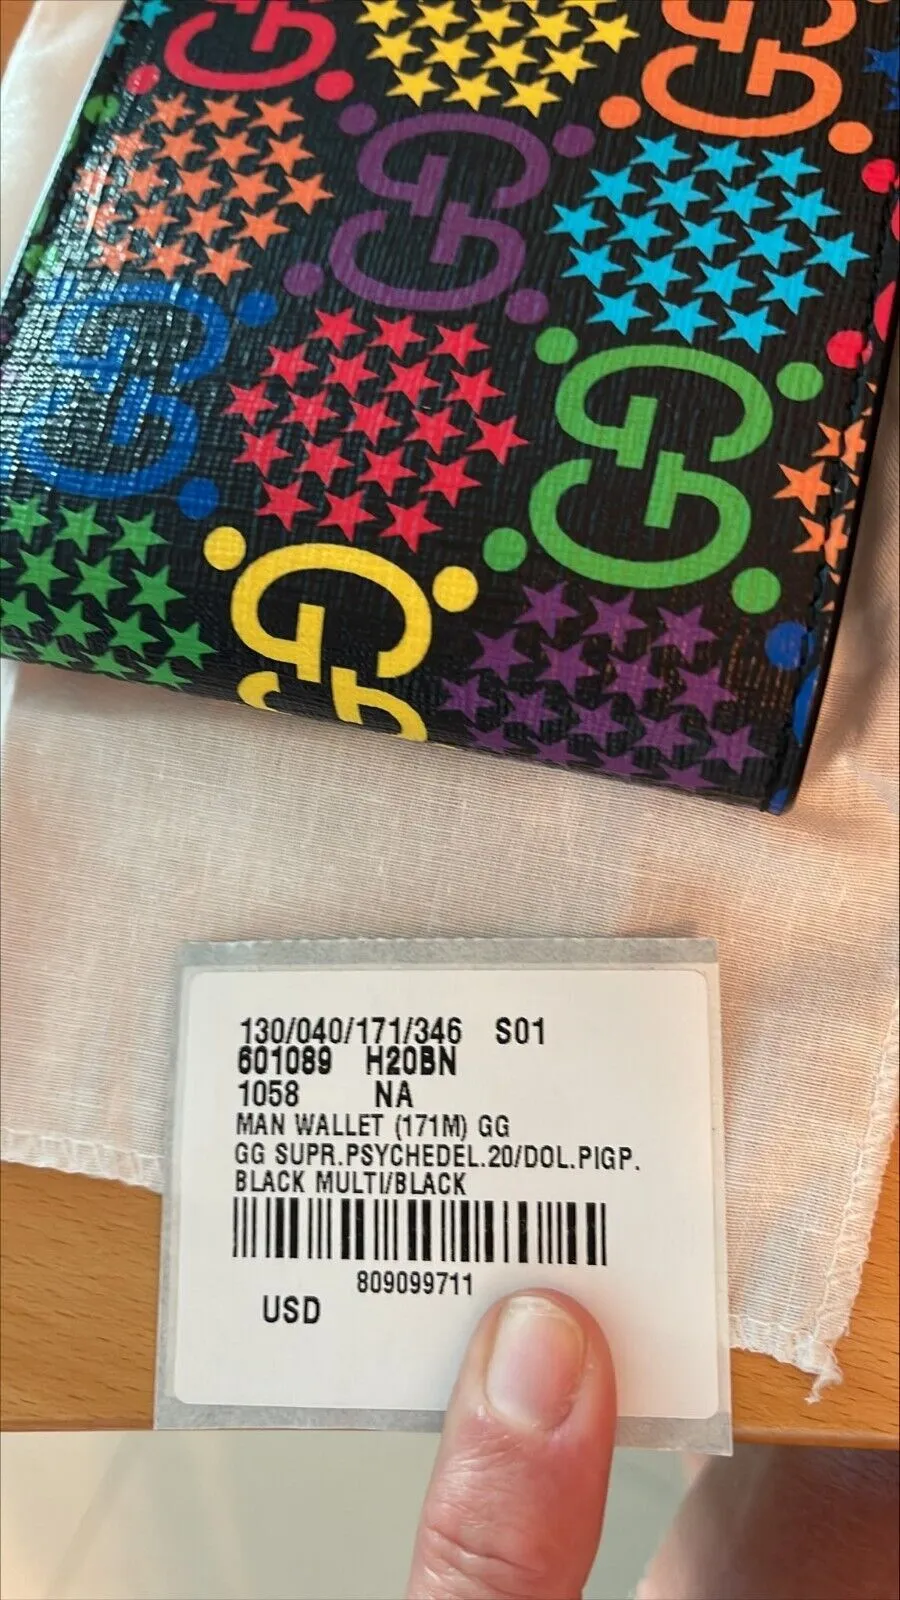 130/040/171/346 S01
601089 H20BN
1058 NA
MAN WALLET (171M) GG
GG SUPR.PSYCHEDEL.20/DOL.PIGP.
BLACK MULTI/BLACK
809099711
USD